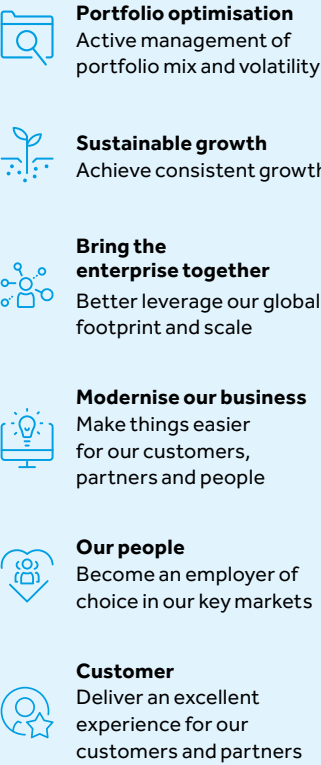 Portfolio optimisation
Active management of
portfolio mix and volatility
Sustainable growth
Achieve consistent growth
Bring the
enterprise together
Better leverage our global
footprint and scale
Modernise our business
Make things easier
for our customers,
partners and people
Our people
Become an employer of
choice in our key markets
Customer
Deliver an excellent
experience for our
customers and partners